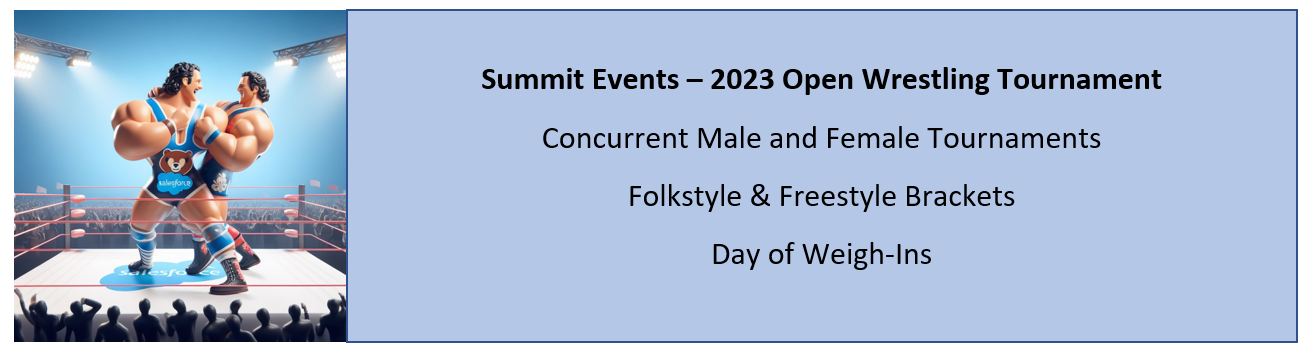 Summit Events – 2023 Open Wrestling Tournament
Concurrent Male and Female Tournaments
Folkstyle & Freestyle Brackets
Day of Weigh-Ins
salesforce
salesforce